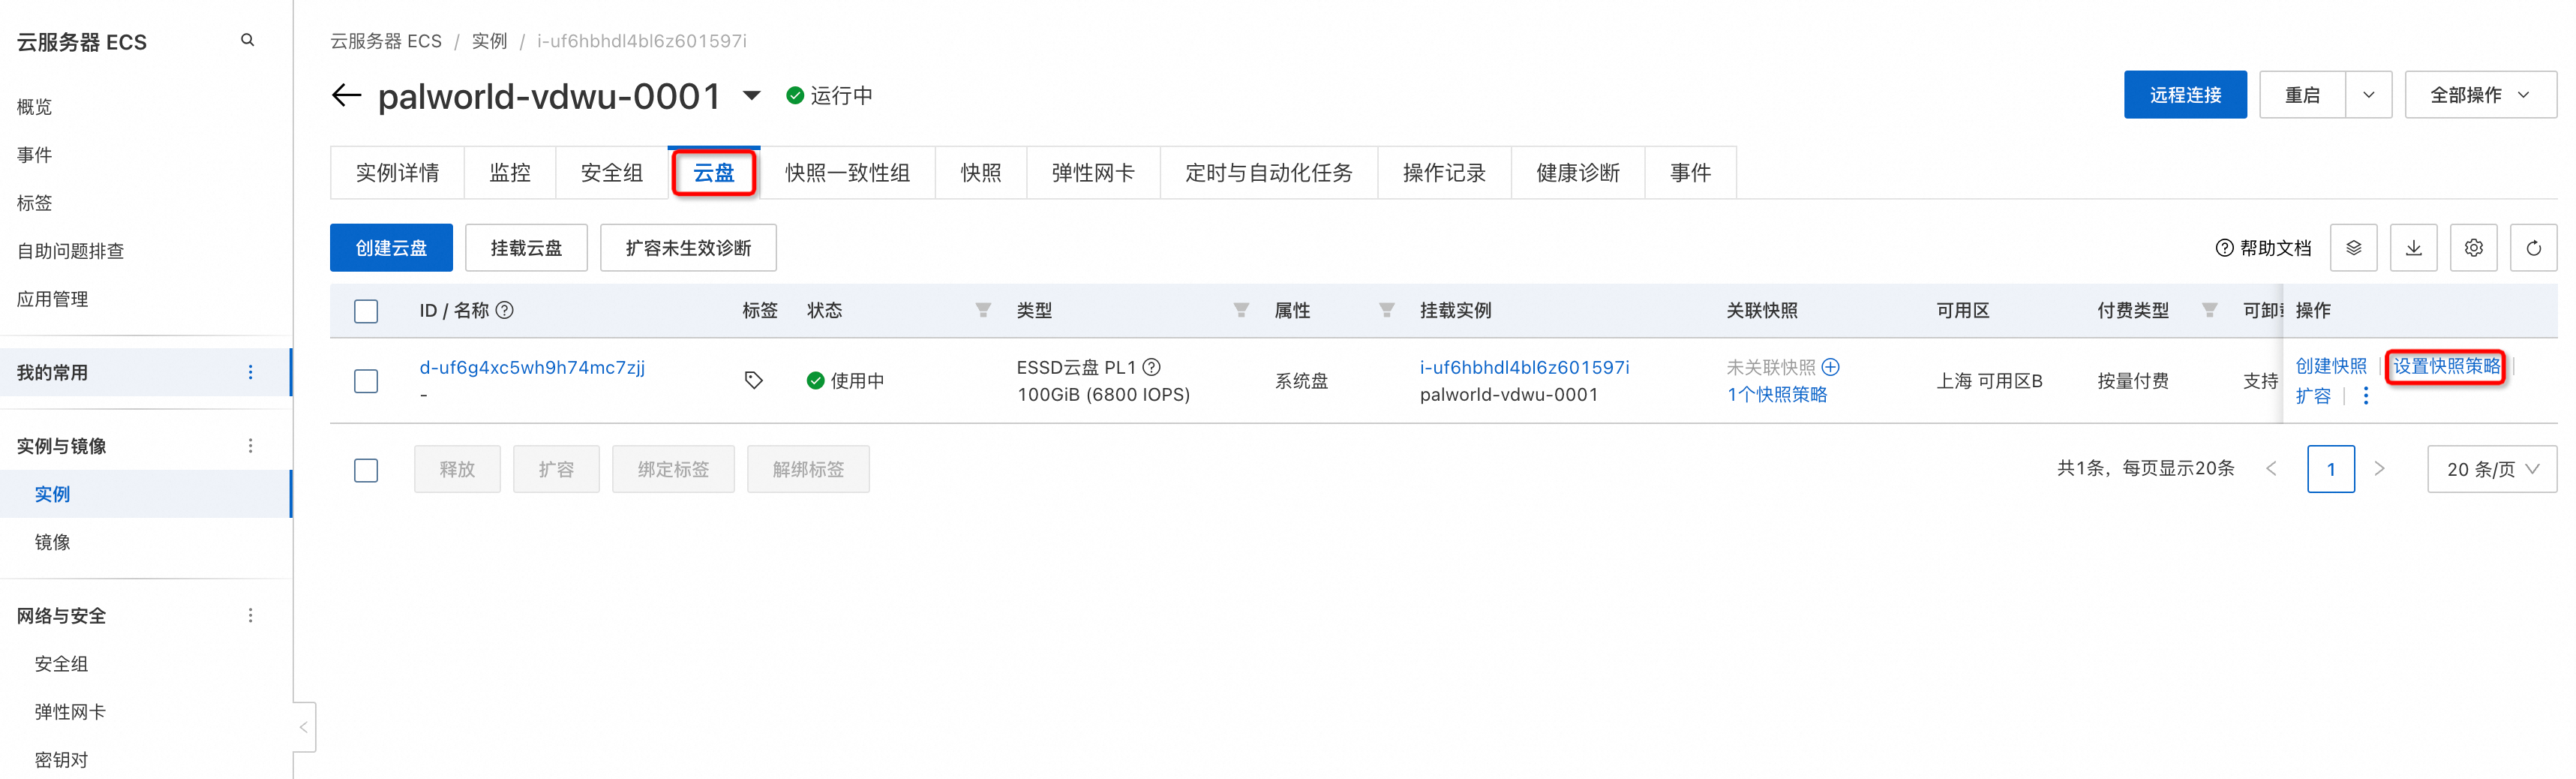 云服务器 ECS
概览
事件
标签
自助问题排查
应用管理
我的常用
实例与镜像
实例
镜像
网络与安全
安全组
弹性网卡
密钥对
云服务器 ECS / 实例 / i-uf6hbhdl4bl6z601597i
palworld-vdwu-0001 运行中
远程连接 重启 全部操作
实例详情 监控 安全组 云盘 快照一致性组 快照 弹性网卡 定时与自动化任务 操作记录 健康诊断 事件
创建云盘 挂载云盘 扩容未生效诊断 帮助文档
ID / 名称 标签 状态 类型 属性 挂载实例 关联快照 可用区 付费类型 可卸 操作
d-uf6g4xc5wh9h74mc7zjj
-
使用中
ESSD云盘 PL1
100GiB (6800 IOPS)
系统盘
i-uf6hbhdl4bl6z601597i
palworld-vdwu-0001
未关联快照
1个快照策略
上海 可用区B
按量付费
支持
创建快照 | 设置快照策略 |
扩容 |
释放 扩容 绑定标签 解绑标签 共1条，每页显示20条 < 1 > 20 条/页